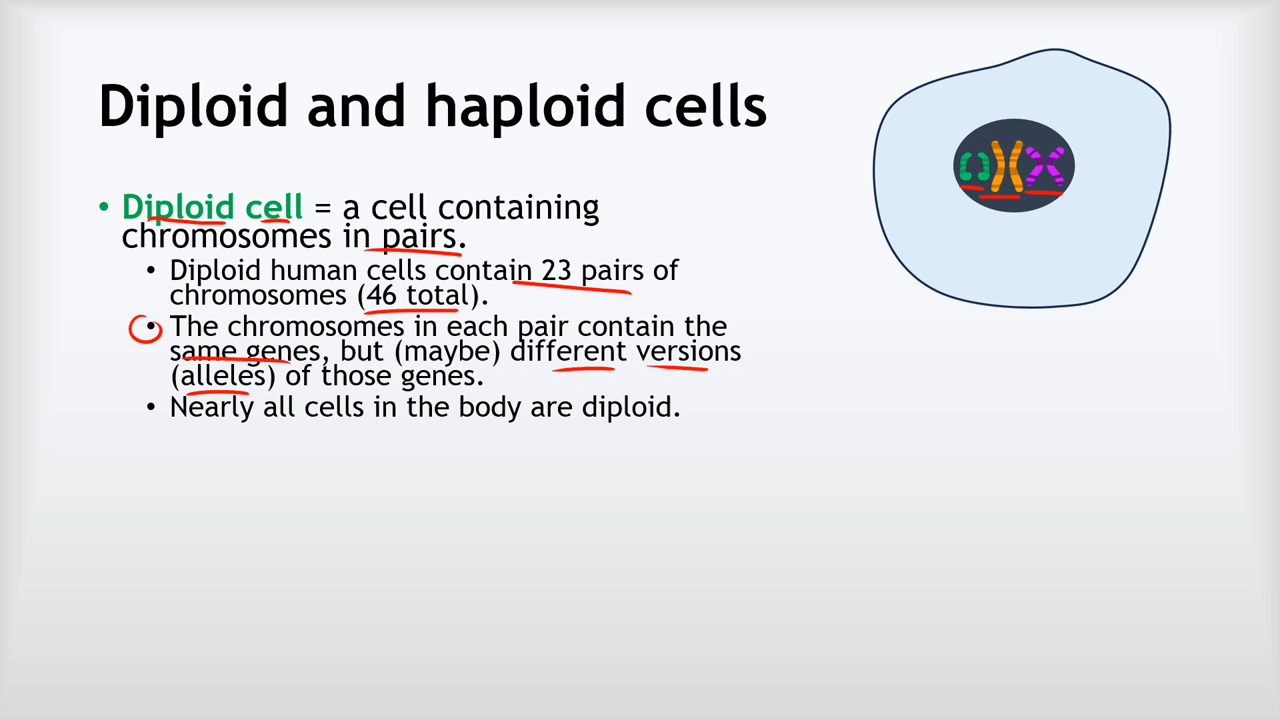 Diploid and haploid cells
• Diploid cell = a cell containing
chromosomes in pairs.
• Diploid human cells contain 23 pairs of
chromosomes (46 total).
• The chromosomes in each pair contain the
same genes, but (maybe) different versions
(alleles) of those genes.
• Nearly all cells in the body are diploid.